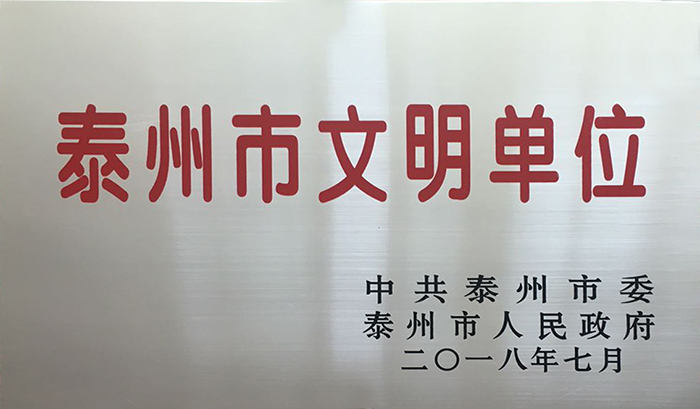 泰州市文明单位
中共泰州市委
泰州市人民政府
二〇一八年七月